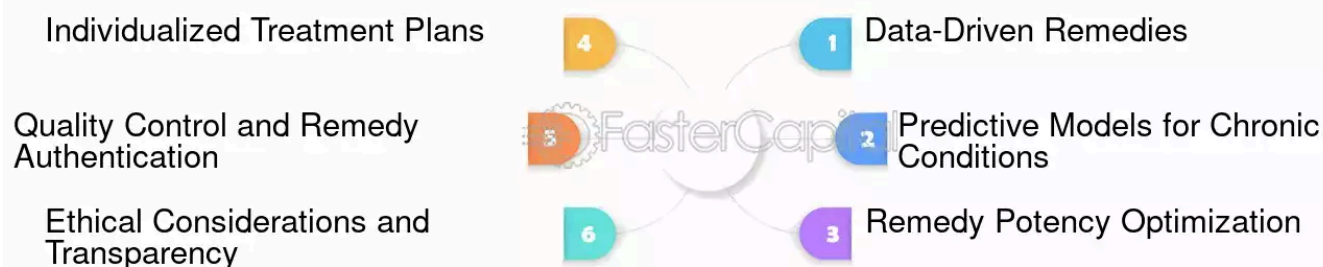 Individualized Treatment Plans
4
1
Data-Driven Remedies
Quality Control and Remedy
Authentication
5
FasterCapital
2
Predictive Models for Chronic
Conditions
Ethical Considerations and
Transparency
6
3
Remedy Potency Optimization